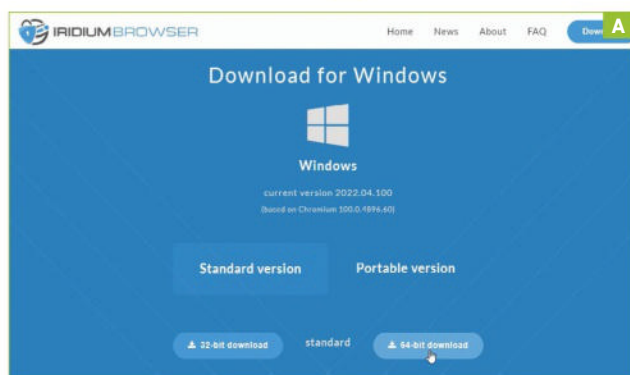 IRIDIUMBROWSER Home News About FAQ A
Download for Windows
Windows
current version 2022.04.100
(based on Chromium 100.0.4896.60)
Standard version Portable version
32-bit download standard 64-bit download